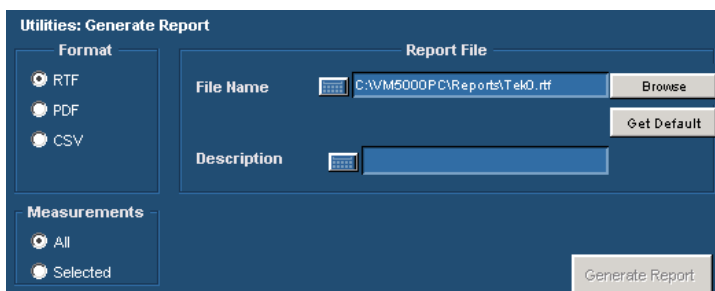 Utilities: Generate Report
Format
RTF
PDF
CSV
Report File
File Name
C:\VM5000PC\Reports\Tek0.rtf
Browse
Get Default
Description
Measurements
All
Selected
Generate Report